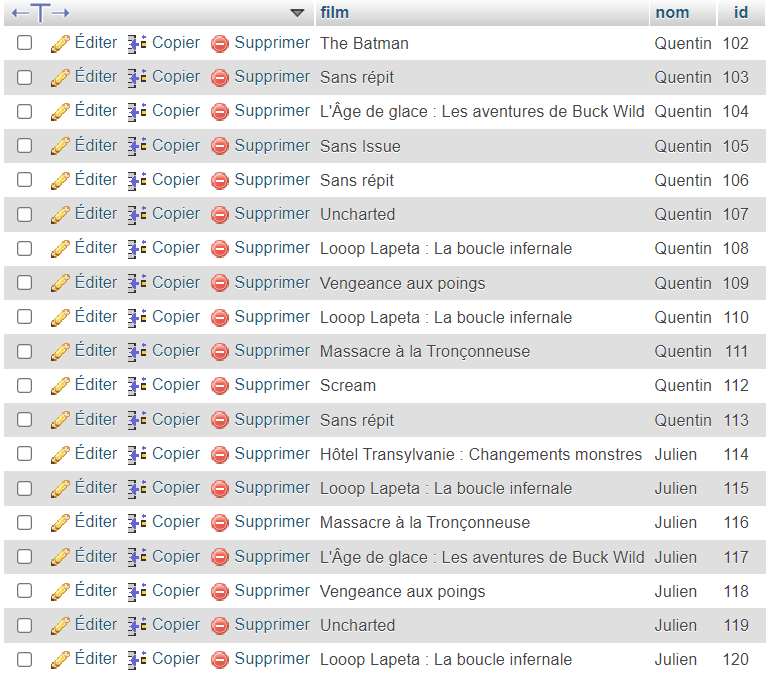 film nom id
Éditer Copier Supprimer The Batman Quentin 102
Éditer Copier Supprimer Sans répit Quentin 103
Éditer Copier Supprimer L'Âge de glace : Les aventures de Buck Wild Quentin 104
Éditer Copier Supprimer Sans Issue Quentin 105
Éditer Copier Supprimer Sans répit Quentin 106
Éditer Copier Supprimer Uncharted Quentin 107
Éditer Copier Supprimer Looop Lapeta : La boucle infernale Quentin 108
Éditer Copier Supprimer Vengeance aux poings Quentin 109
Éditer Copier Supprimer Looop Lapeta : La boucle infernale Quentin 110
Éditer Copier Supprimer Massacre à la Tronçonneuse Quentin 111
Éditer Copier Supprimer Scream Quentin 112
Éditer Copier Supprimer Sans répit Quentin 113
Éditer Copier Supprimer Hôtel Transylvanie : Changements monstres Julien 114
Éditer Copier Supprimer Looop Lapeta : La boucle infernale Julien 115
Éditer Copier Supprimer Massacre à la Tronçonneuse Julien 116
Éditer Copier Supprimer L'Âge de glace : Les aventures de Buck Wild Julien 117
Éditer Copier Supprimer Vengeance aux poings Julien 118
Éditer Copier Supprimer Uncharted Julien 119
Éditer Copier Supprimer Looop Lapeta : La boucle infernale Julien 120